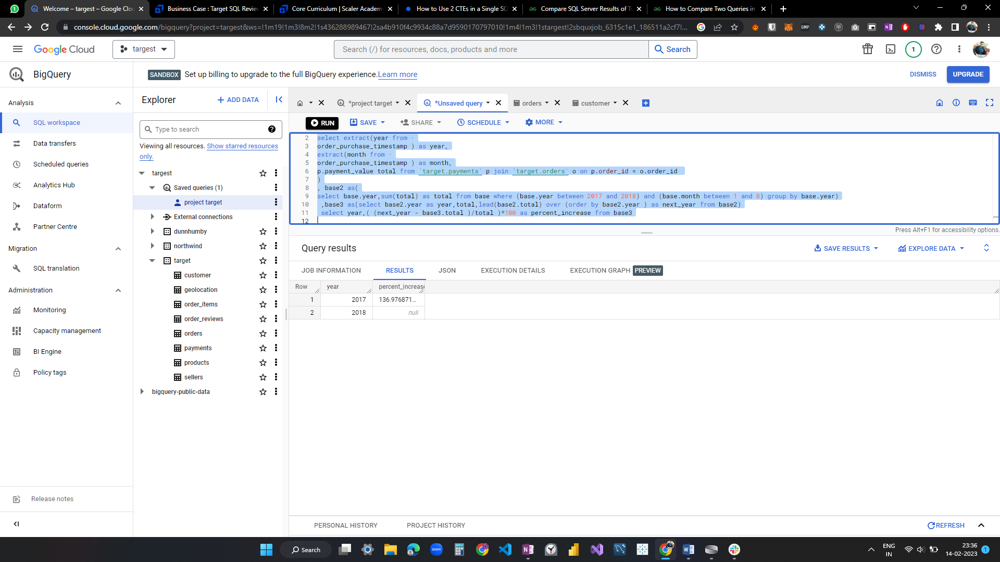 Welcome – targest – Google Clou
Business Case : Target SQL Revie
Core Curriculum | Scaler Academy
How to Use 2 CTEs in a Single SQ
Compare SQL Server Results of T
How to Compare Two Queries in
console.cloud.google.com/bigquery?project=targest&ws=!1m19!1m3!8m2!1s436288989467!2sa4b910f4c9934c88a7d9590170797010!1m4!1m3!1stargest!2sbquxjob_6315c1e1_186511a2cf7!...
GMP
Google Cloud
targest
Search (/) for resources, docs, products and more
Search
1
BigQuery
SANDBOX Set up billing to upgrade to the full BigQuery experience. Learn more
DISMISS
UPGRADE
Analysis
SQL workspace
Data transfers
Scheduled queries
Analytics Hub
Dataform
Partner Centre
Migration
SQL translation
Administration
Monitoring
Capacity management
BI Engine
Policy tags
Release notes
Explorer
+ ADD DATA
Type to search
Viewing all resources. Show starred resources
only.
targest
Saved queries (1)
project target
External connections
dunnhumby
northwind
target
customer
geolocation
order_items
order_reviews
orders
payments
products
sellers
bigquery-public-data
*project target
*Unsaved query
orders
customer
RUN
SAVE
SHARE
SCHEDULE
MORE
2 select extract(year from
3 order_purchase_timestamp ) as year,
4 extract(month from
5 order_purchase_timestamp ) as month,
6 p.payment_value total from `target.payments` p join `target.orders` o on p.order_id = o.order_id
7 )
8 , base2 as(
9 select base.year,sum(total) as total from base where (base.year between 2017 and 2018) and (base.month between 1 and 8) group by base.year)
10 ,base3 as(select base2.year as year,total,lead(base2.total) over (order by base2.year ) as next_year from base2)
11 select year,( (next_year - base3.total )/total )*100 as percent_increase from base3
12
Press Alt+F1 for accessibility options.
Query results
SAVE RESULTS
EXPLORE DATA
JOB INFORMATION
RESULTS
JSON
EXECUTION DETAILS
EXECUTION GRAPH PREVIEW
Row year percent_increase
1 2017 136.976871...
2 2018 null
PERSONAL HISTORY
PROJECT HISTORY
REFRESH
Search
zoom
ENG
IN
23:36
14-02-2023
1